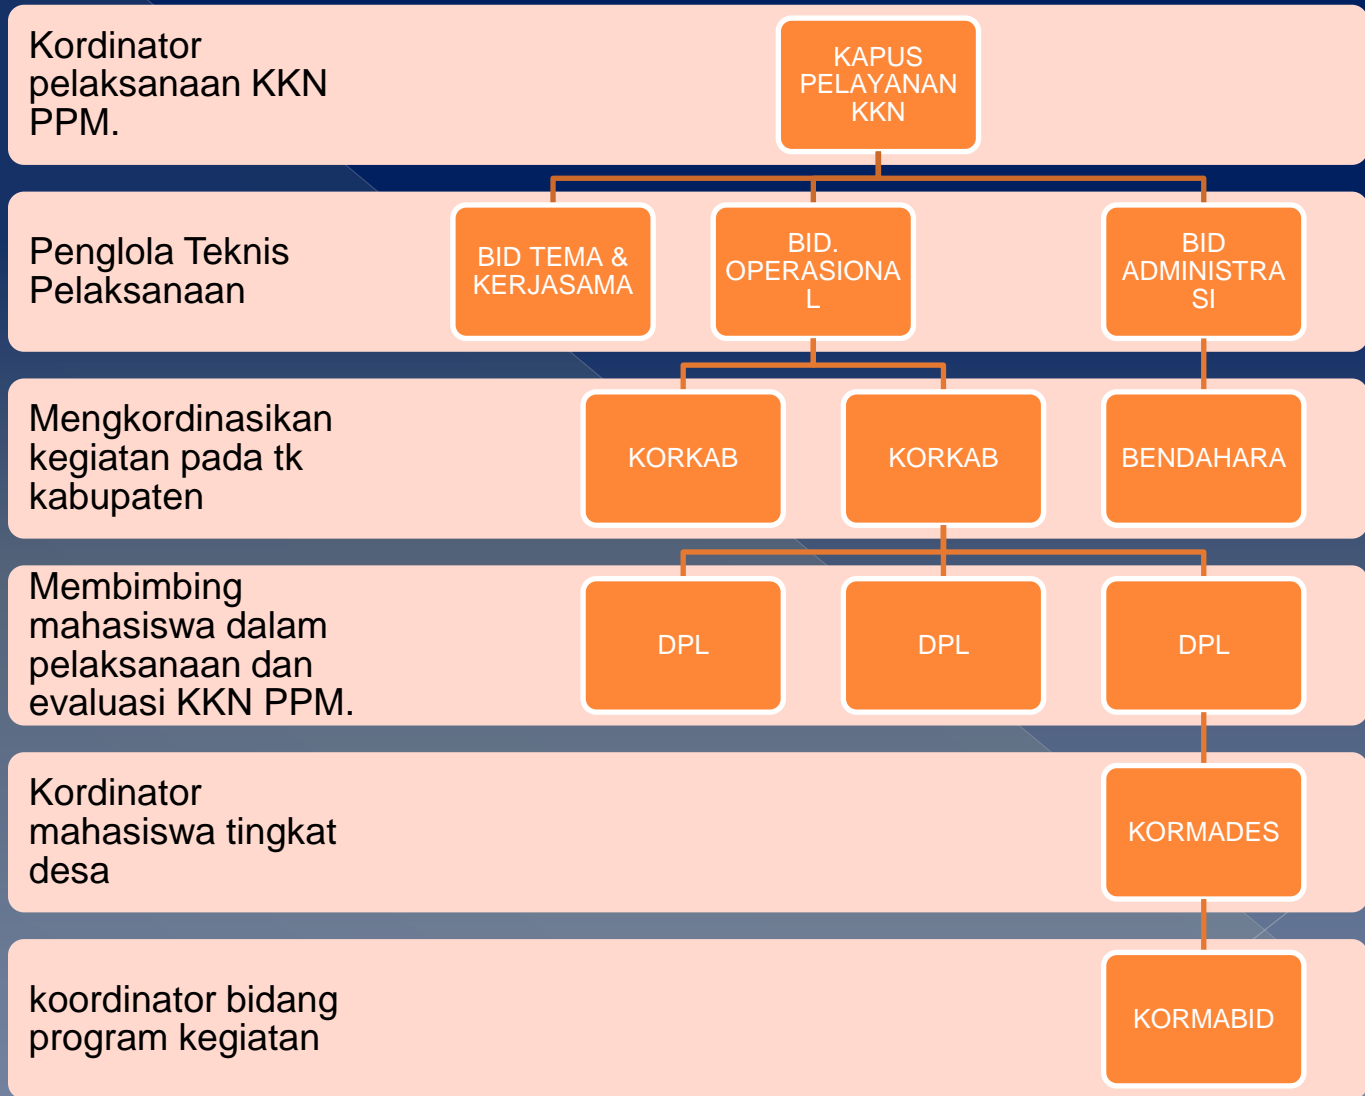 Kordinator
pelaksanaan KKN
PPM.
KAPUS
PELAYANAN
KKN
Penglola Teknis
Pelaksanaan
BID TEMA &
KERJASAMA
BID.
OPERASIONA
L
BID
ADMINISTRA
SI
Mengkordinasikan
kegiatan pada tk
kabupaten
KORKAB
KORKAB
BENDAHARA
Membimbing
mahasiswa dalam
pelaksanaan dan
evaluasi KKN PPM.
DPL
DPL
DPL
Kordinator
mahasiswa tingkat
desa
KORMADES
koordinator bidang
program kegiatan
KORMABID